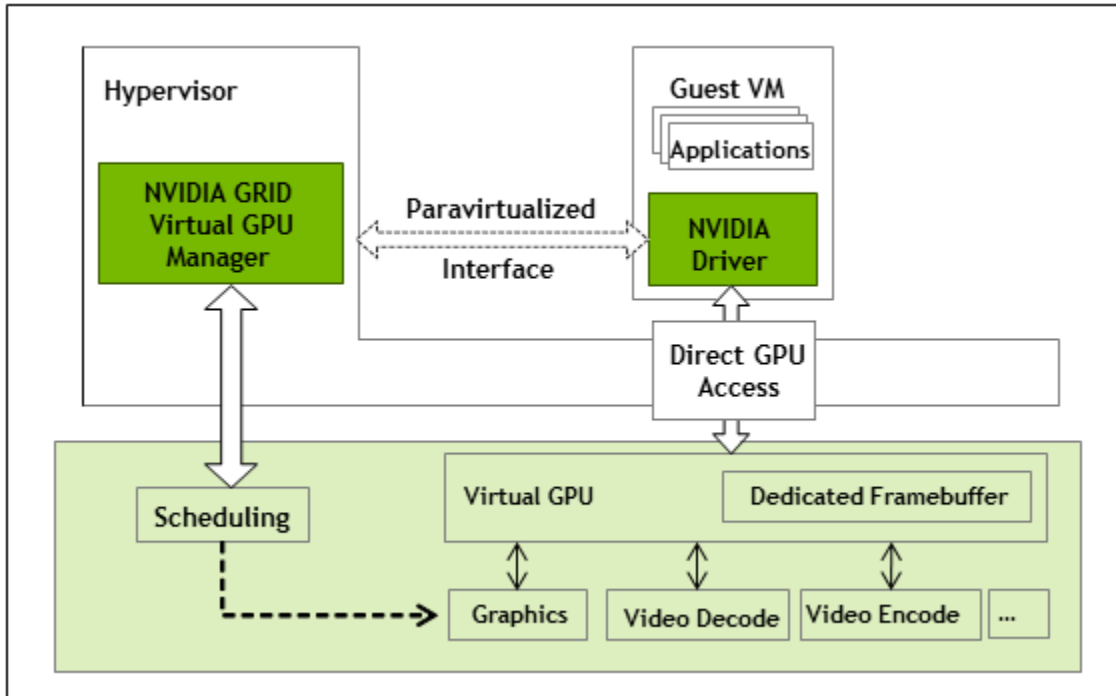 Hypervisor
Guest VM
Applications
NVIDIA GRID
Virtual GPU
Manager
Paravirtualized
Interface
NVIDIA
Driver
Direct GPU
Access
Virtual GPU
Dedicated Framebuffer
Scheduling
Graphics
Video Decode
Video Encode
...